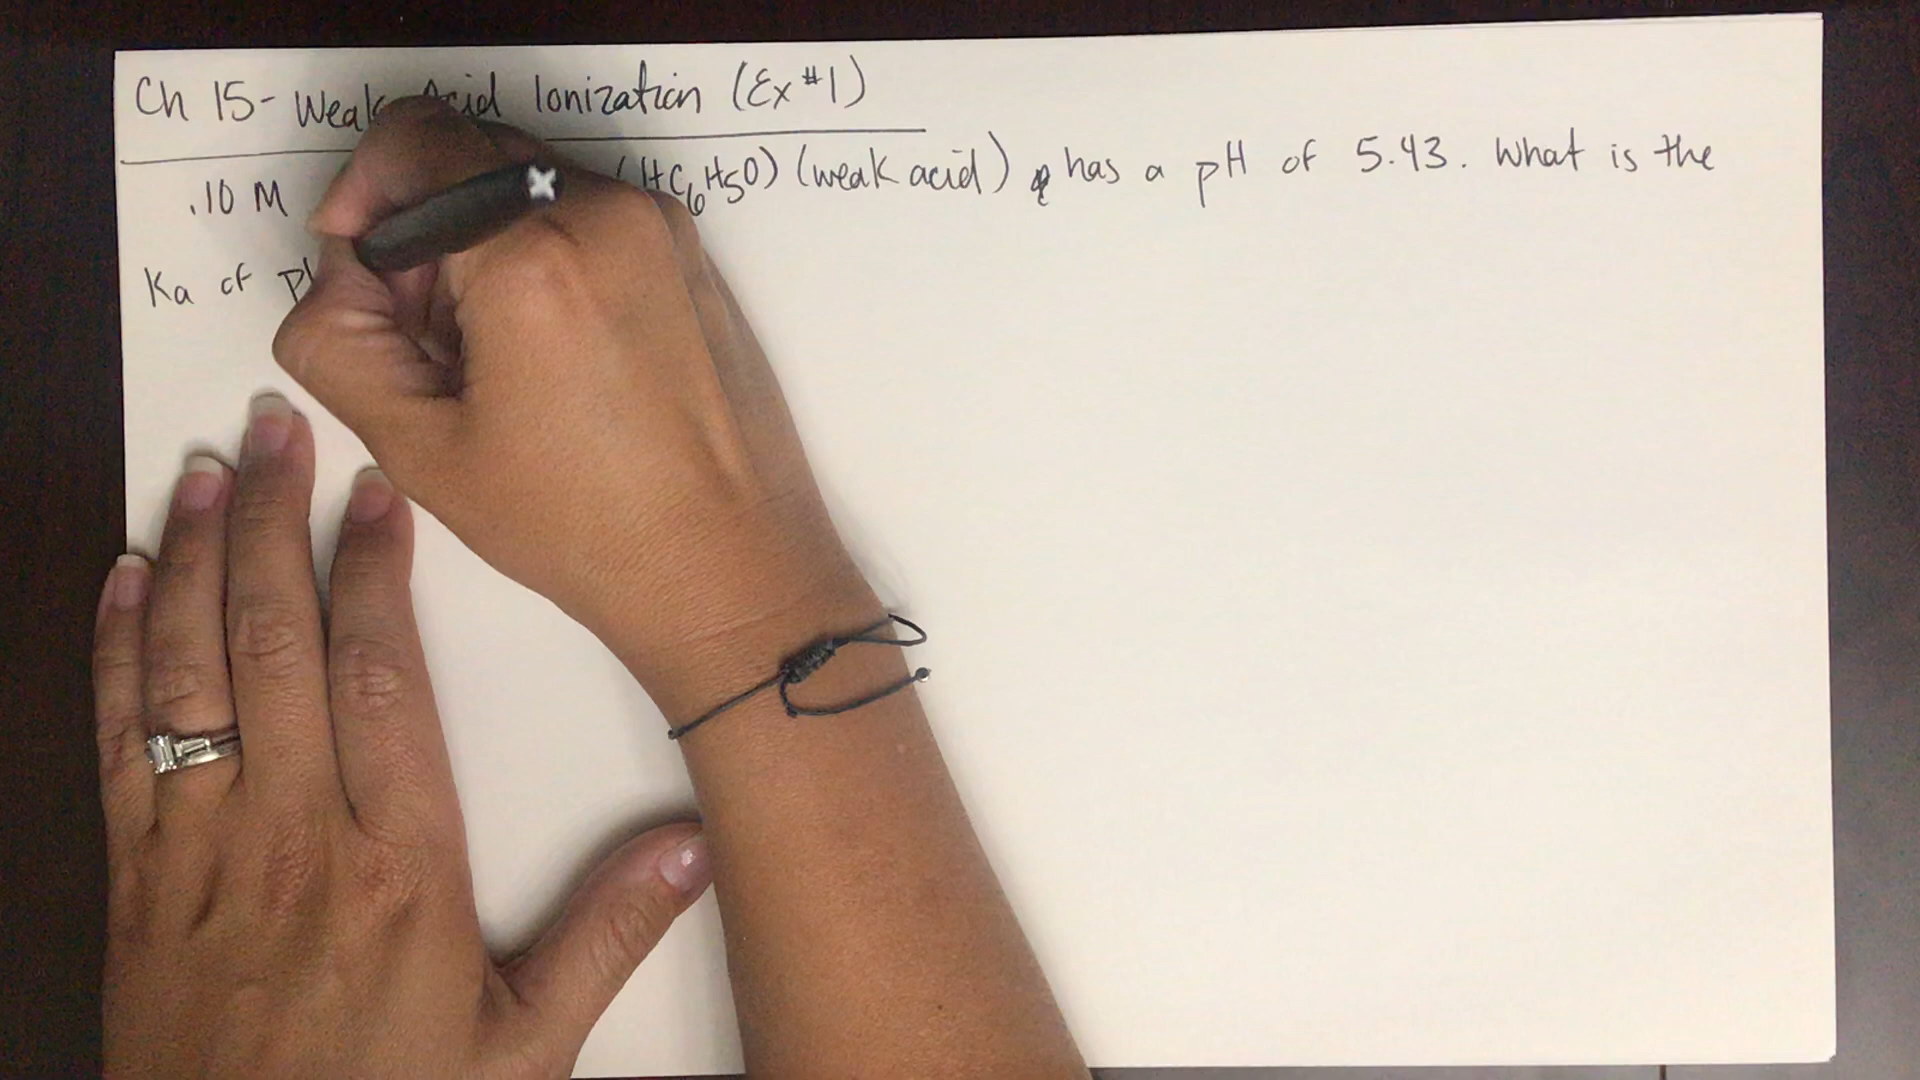 Ch 15- Weak Acid Ionization (Ex #1)
.10 M (HC6H5O) (weak acid) has a pH of 5.43. What is the
Ka of